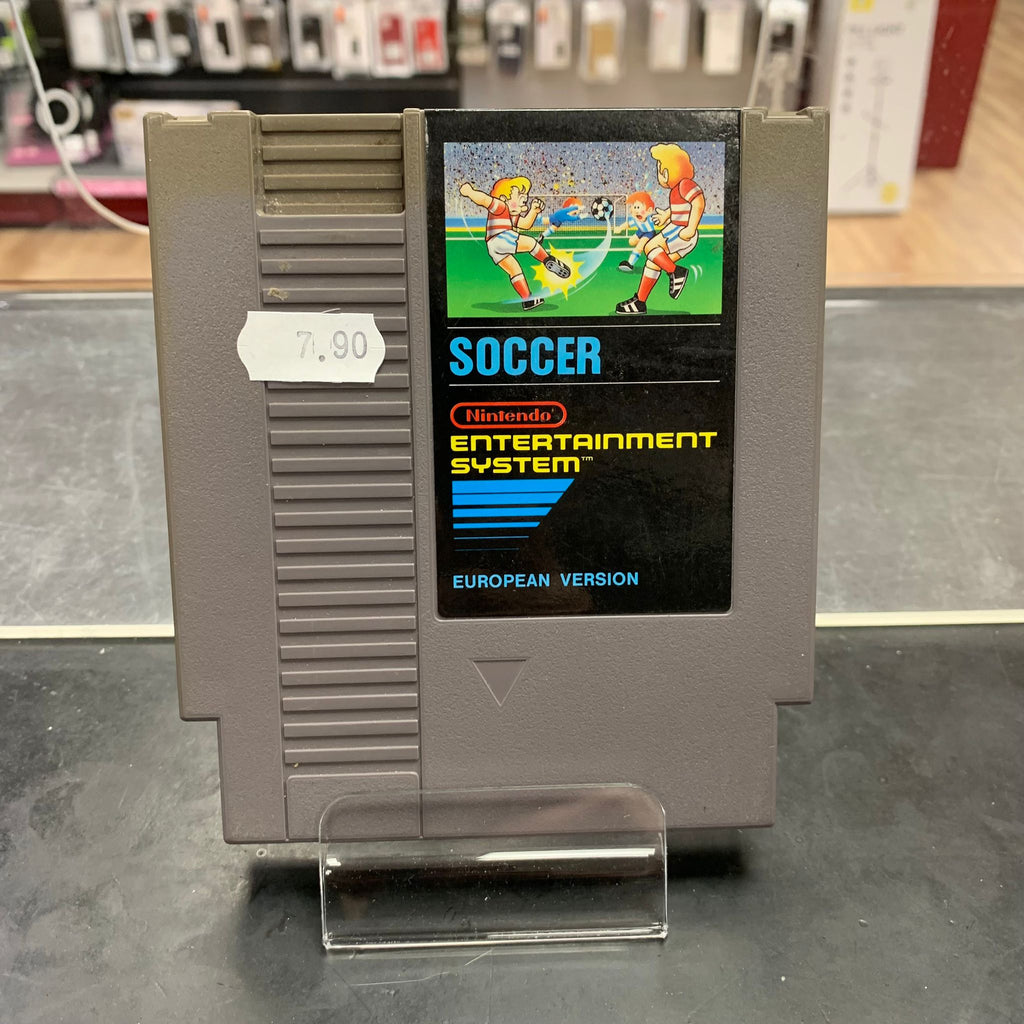 7.90
SOCCER
Nintendo®
ENTERTAINMENT
SYSTEM™
EUROPEAN VERSION